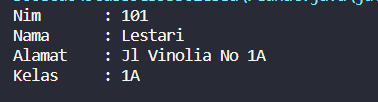 Nim     : 101
Nama    : Lestari
Alamat  : Jl Vinolia No 1A
Kelas   : 1A